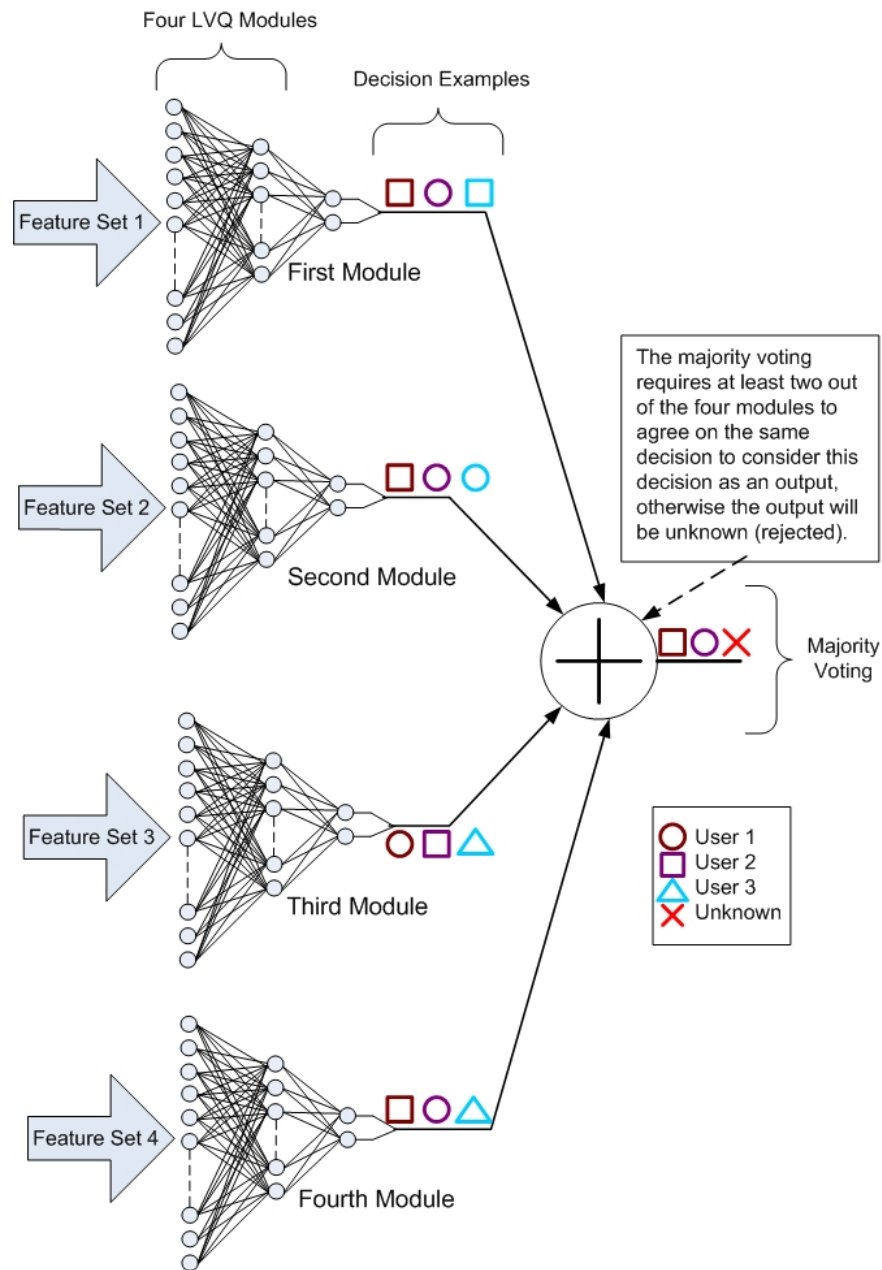 Four LVQ Modules
Decision Examples
Feature Set 1
First Module
The majority voting
requires at least two out
of the four modules to
agree on the same
decision to consider this
decision as an output,
otherwise the output will
be unknown (rejected).
Feature Set 2
Second Module
Majority
Voting
Feature Set 3
Third Module
User 1
User 2
User 3
Unknown
Feature Set 4
Fourth Module